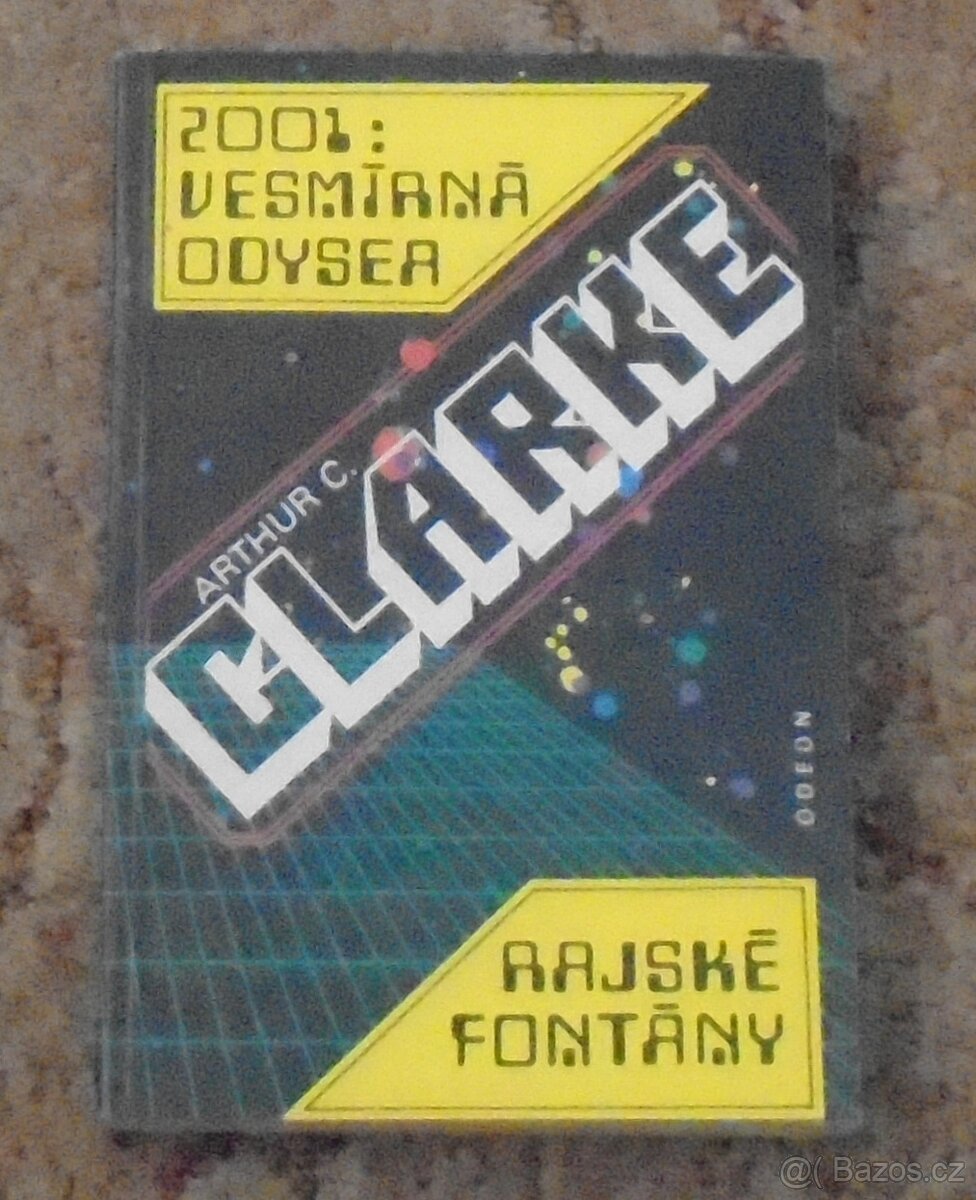 2001:
VESMÍRNÁ
ODYSEA
ARTHUR C.
CLARKE
ODEON
RAJSKÉ
FONTÁNY
@( Bazos.cz